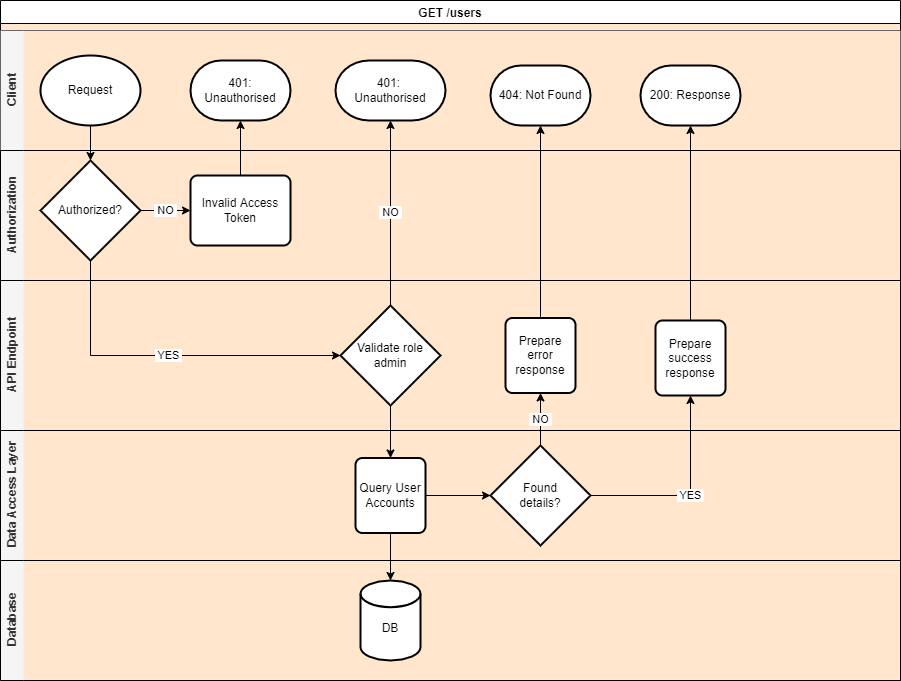 GET /users
Client
Request
401:
Unauthorised
401:
Unauthorised
404: Not Found
200: Response
Authorization
Authorized?
NO
Invalid Access
Token
NO
API Endpoint
YES
Validate role
admin
Prepare
error
response
Prepare
success
response
NO
Data Access Layer
Query User
Accounts
Found
details?
YES
Database
DB